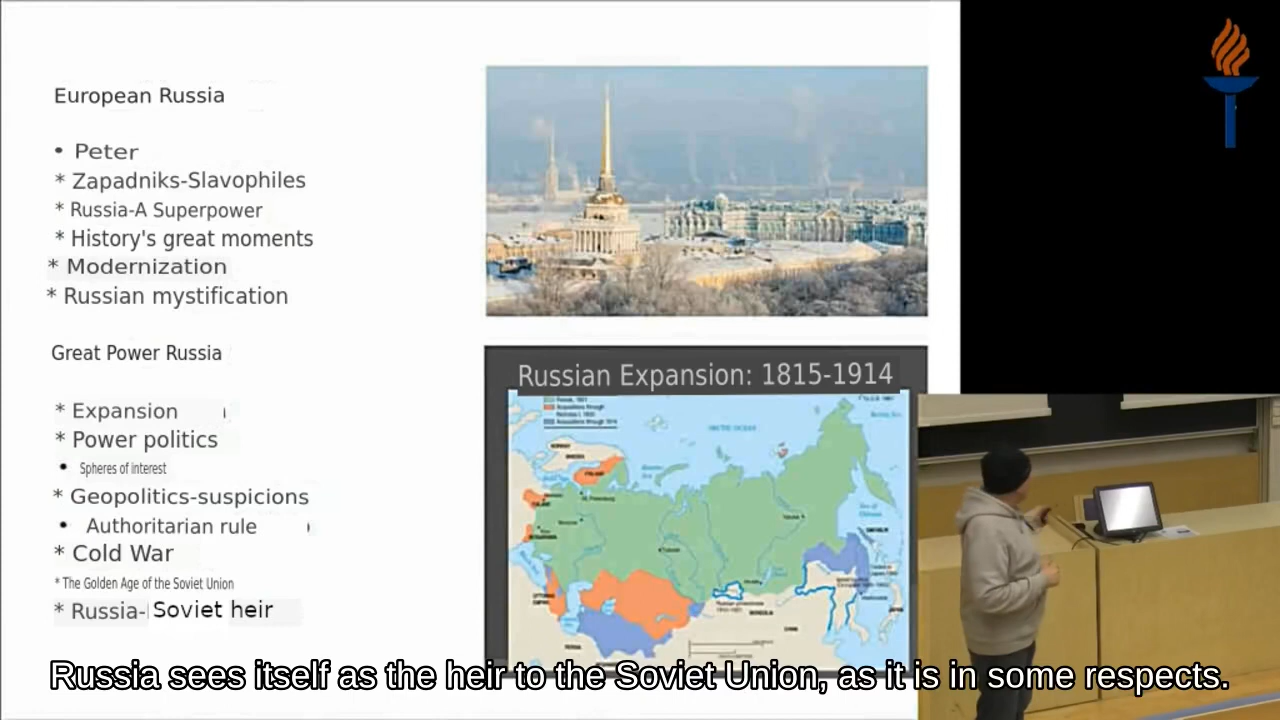 European Russia
• Peter
* Zapadniks-Slavophiles
* Russia-A Superpower
* History's great moments
* Modernization
* Russian mystification
Great Power Russia
* Expansion
* Power politics
• Spheres of interest
* Geopolitics-suspicions
• Authoritarian rule
* Cold War
* The Golden Age of the Soviet Union
* Russia- Soviet heir
Russian Expansion: 1815-1914
ARCTIC OCEAN
Russia sees itself as the heir to the Soviet Union, as it is in some respects.